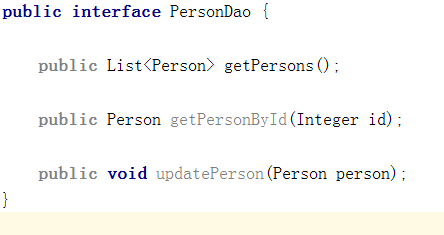 public interface PersonDao {
public List<Person> getPersons();
public Person getPersonById(Integer id);
public void updatePerson(Person person);
}